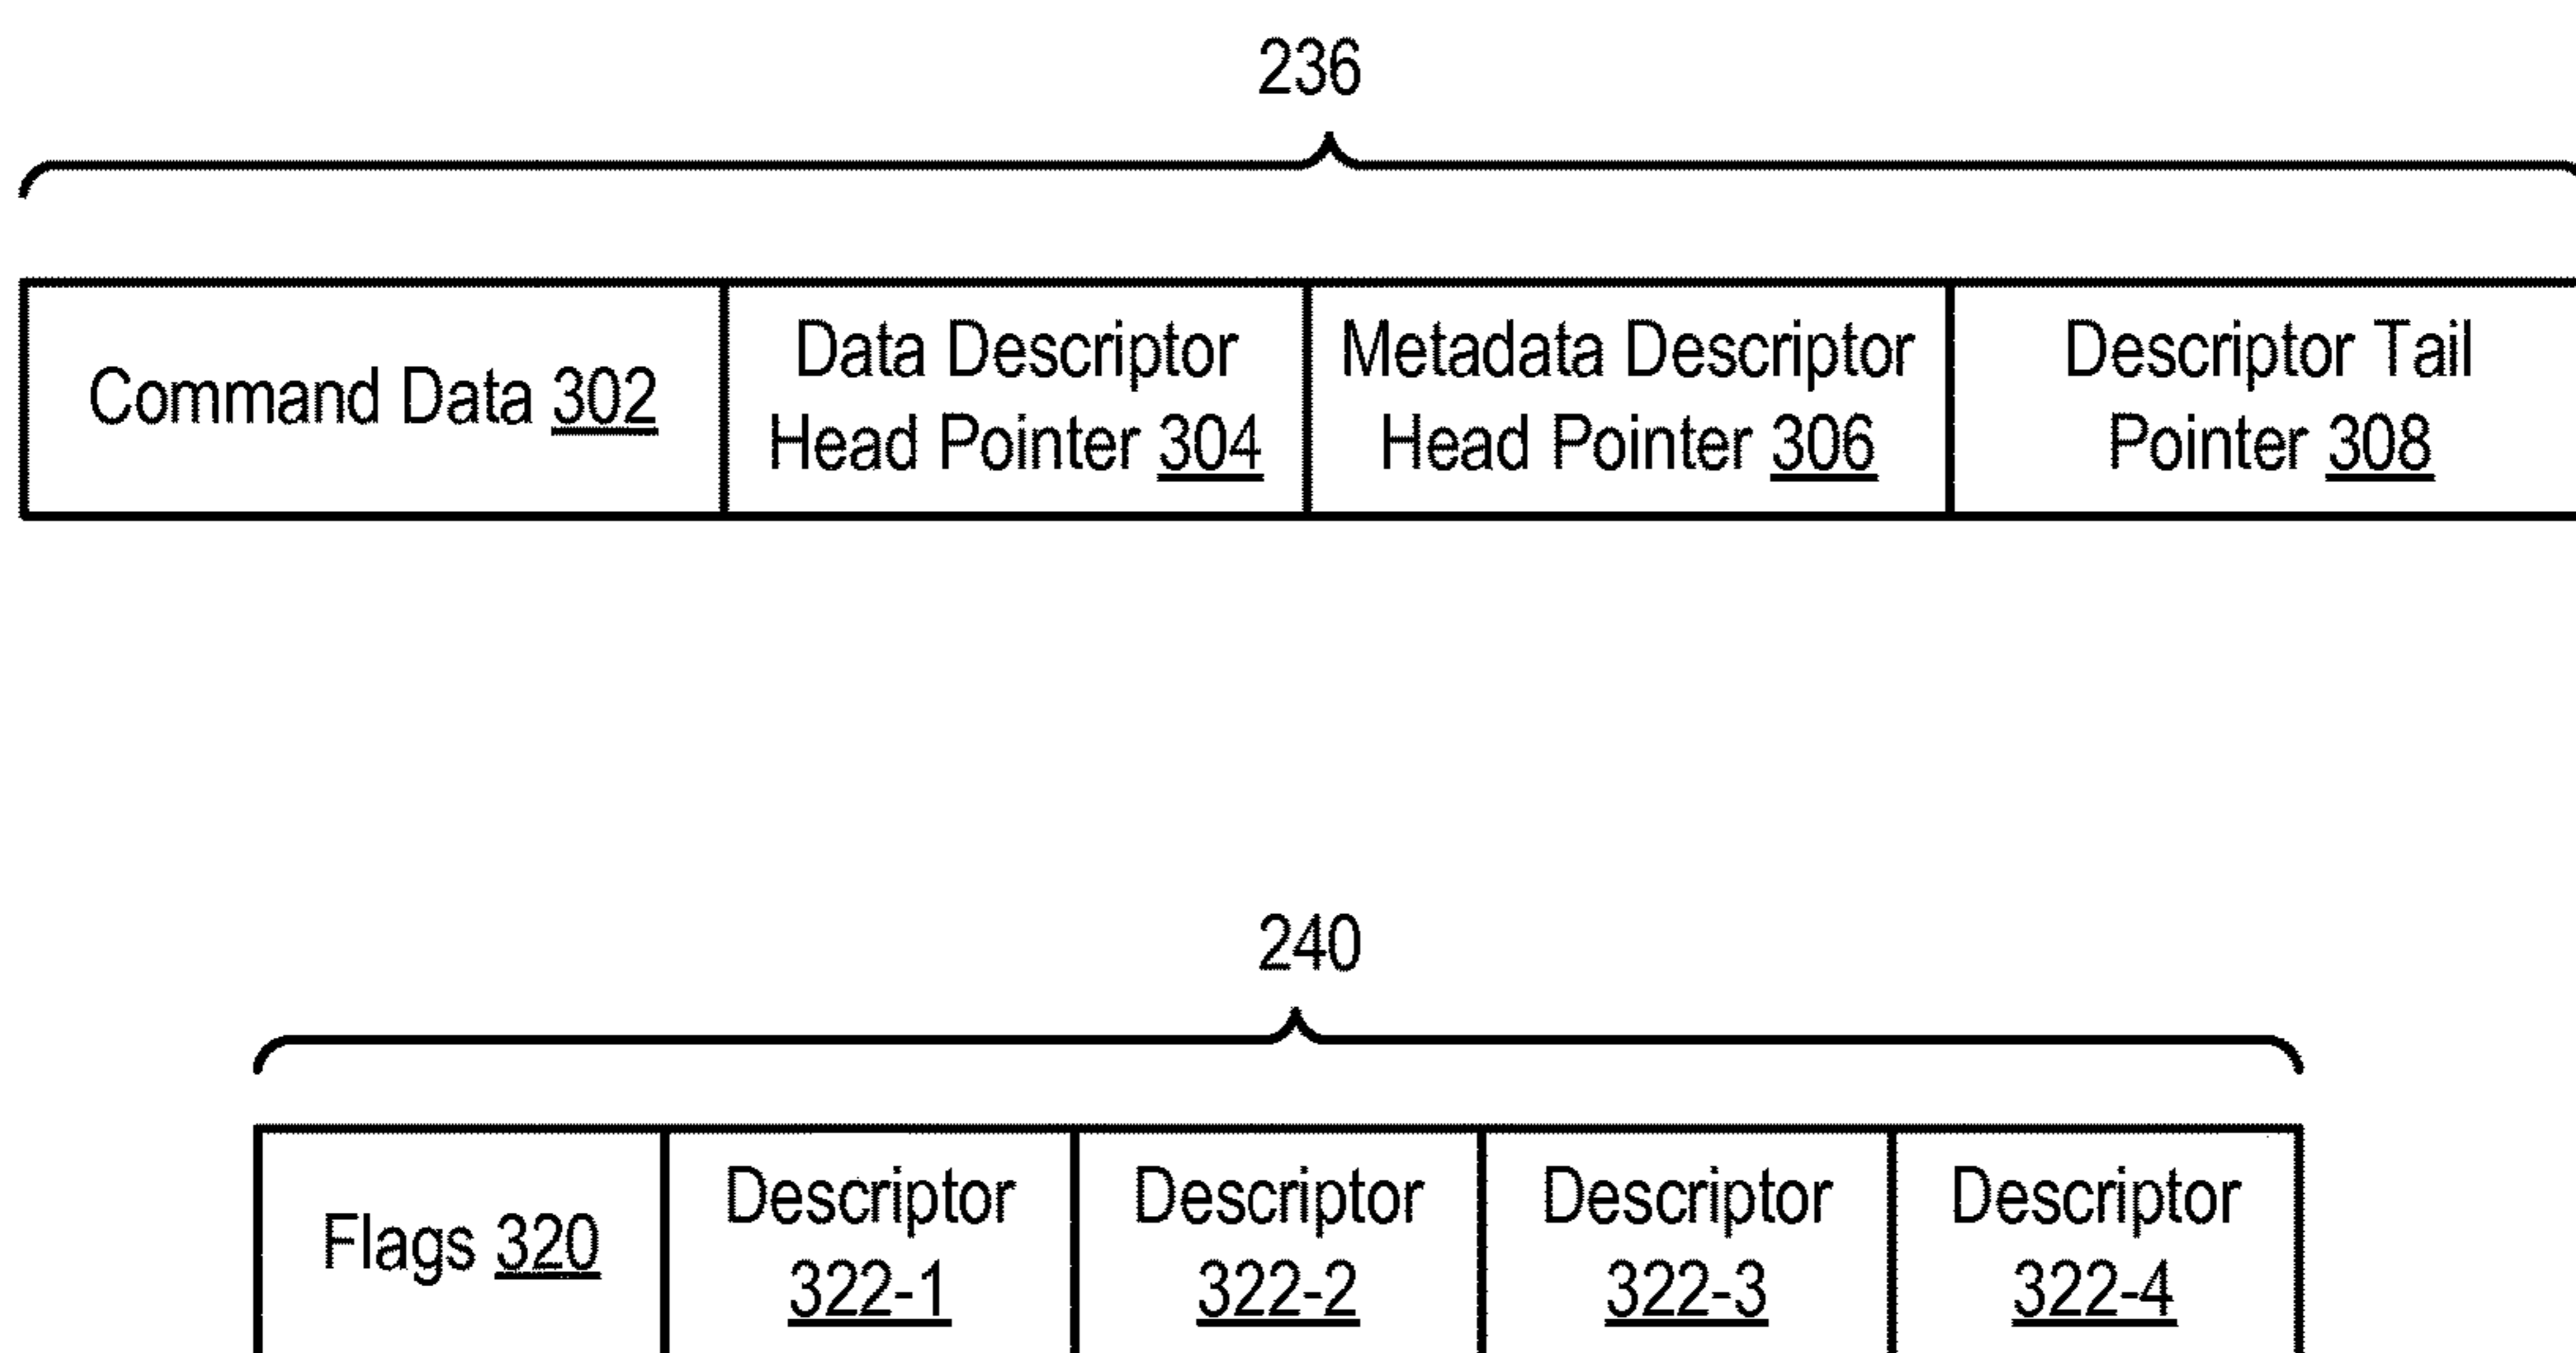 236
Command Data 302
Data Descriptor
Head Pointer 304
Metadata Descriptor
Head Pointer 306
Descriptor Tail
Pointer 308
240
Flags 320
Descriptor
322-1
Descriptor
322-2
Descriptor
322-3
Descriptor
322-4